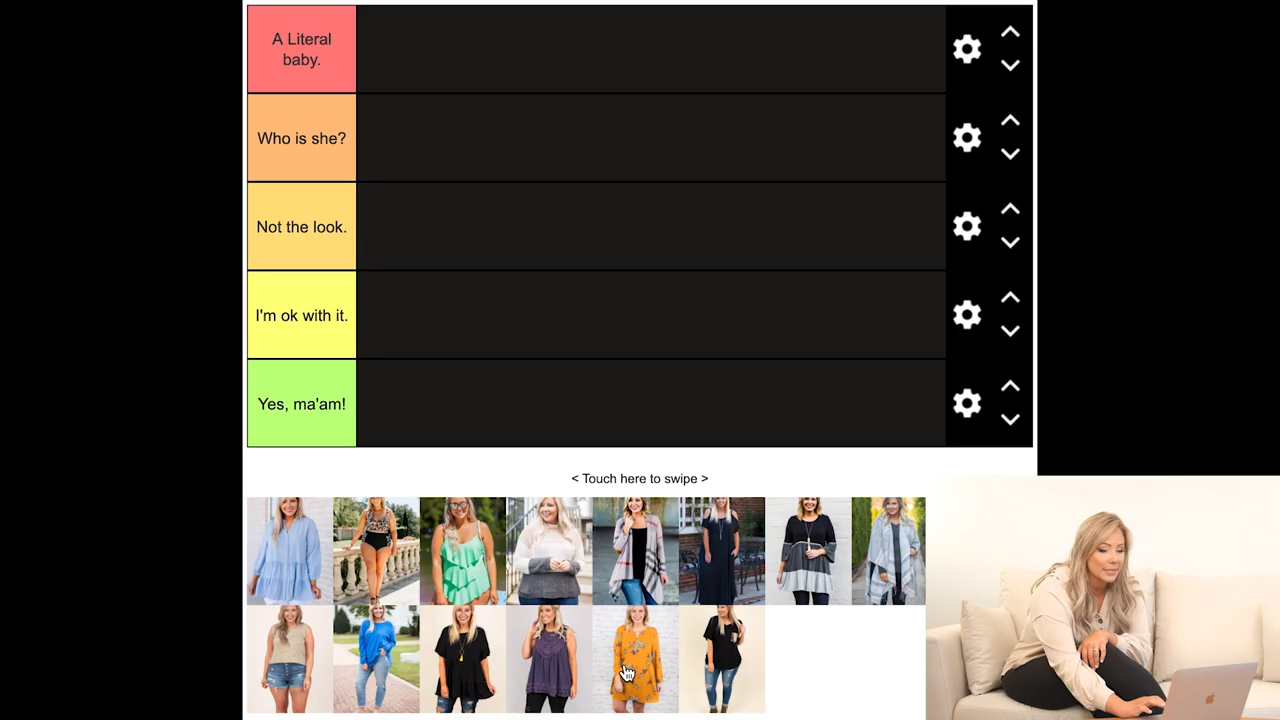 A Literal
baby.
Who is she?
Not the look.
I'm ok with it.
Yes, ma'am!
< Touch here to swipe >